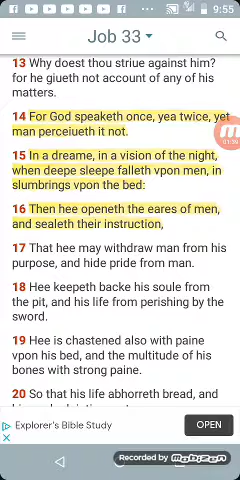 9:55
Job 33
13 Why doest thou striue against him?
for he giueth not account of any of his
matters.
14 For God speaketh once, yea twice, yet
man perceiueth it not.
15 In a dreame, in a vision of the night,
when deepe sleepe falleth vpon men, in
slumbrings vpon the bed:
16 Then hee openeth the eares of men,
and sealeth their instruction,
17 That hee may withdraw man from his
purpose, and hide pride from man.
18 Hee keepeth backe his soule from
the pit, and his life from perishing by the
sword.
19 Hee is chastened also with paine
vpon his bed, and the multitude of his
bones with strong paine.
20 So that his life abhorreth bread, and
Explorer's Bible Study
OPEN
Recorded by